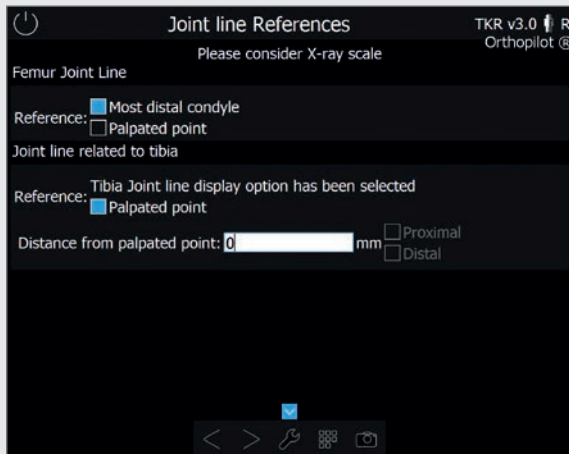 Joint line References
TKR v3.0 R
Orthopilot ®
Please consider X-ray scale
Femur Joint Line
Reference: Most distal condyle
Palpated point
Joint line related to tibia
Tibia Joint line display option has been selected
Reference: Palpated point
Distance from palpated point: 0 mm Proximal
Distal